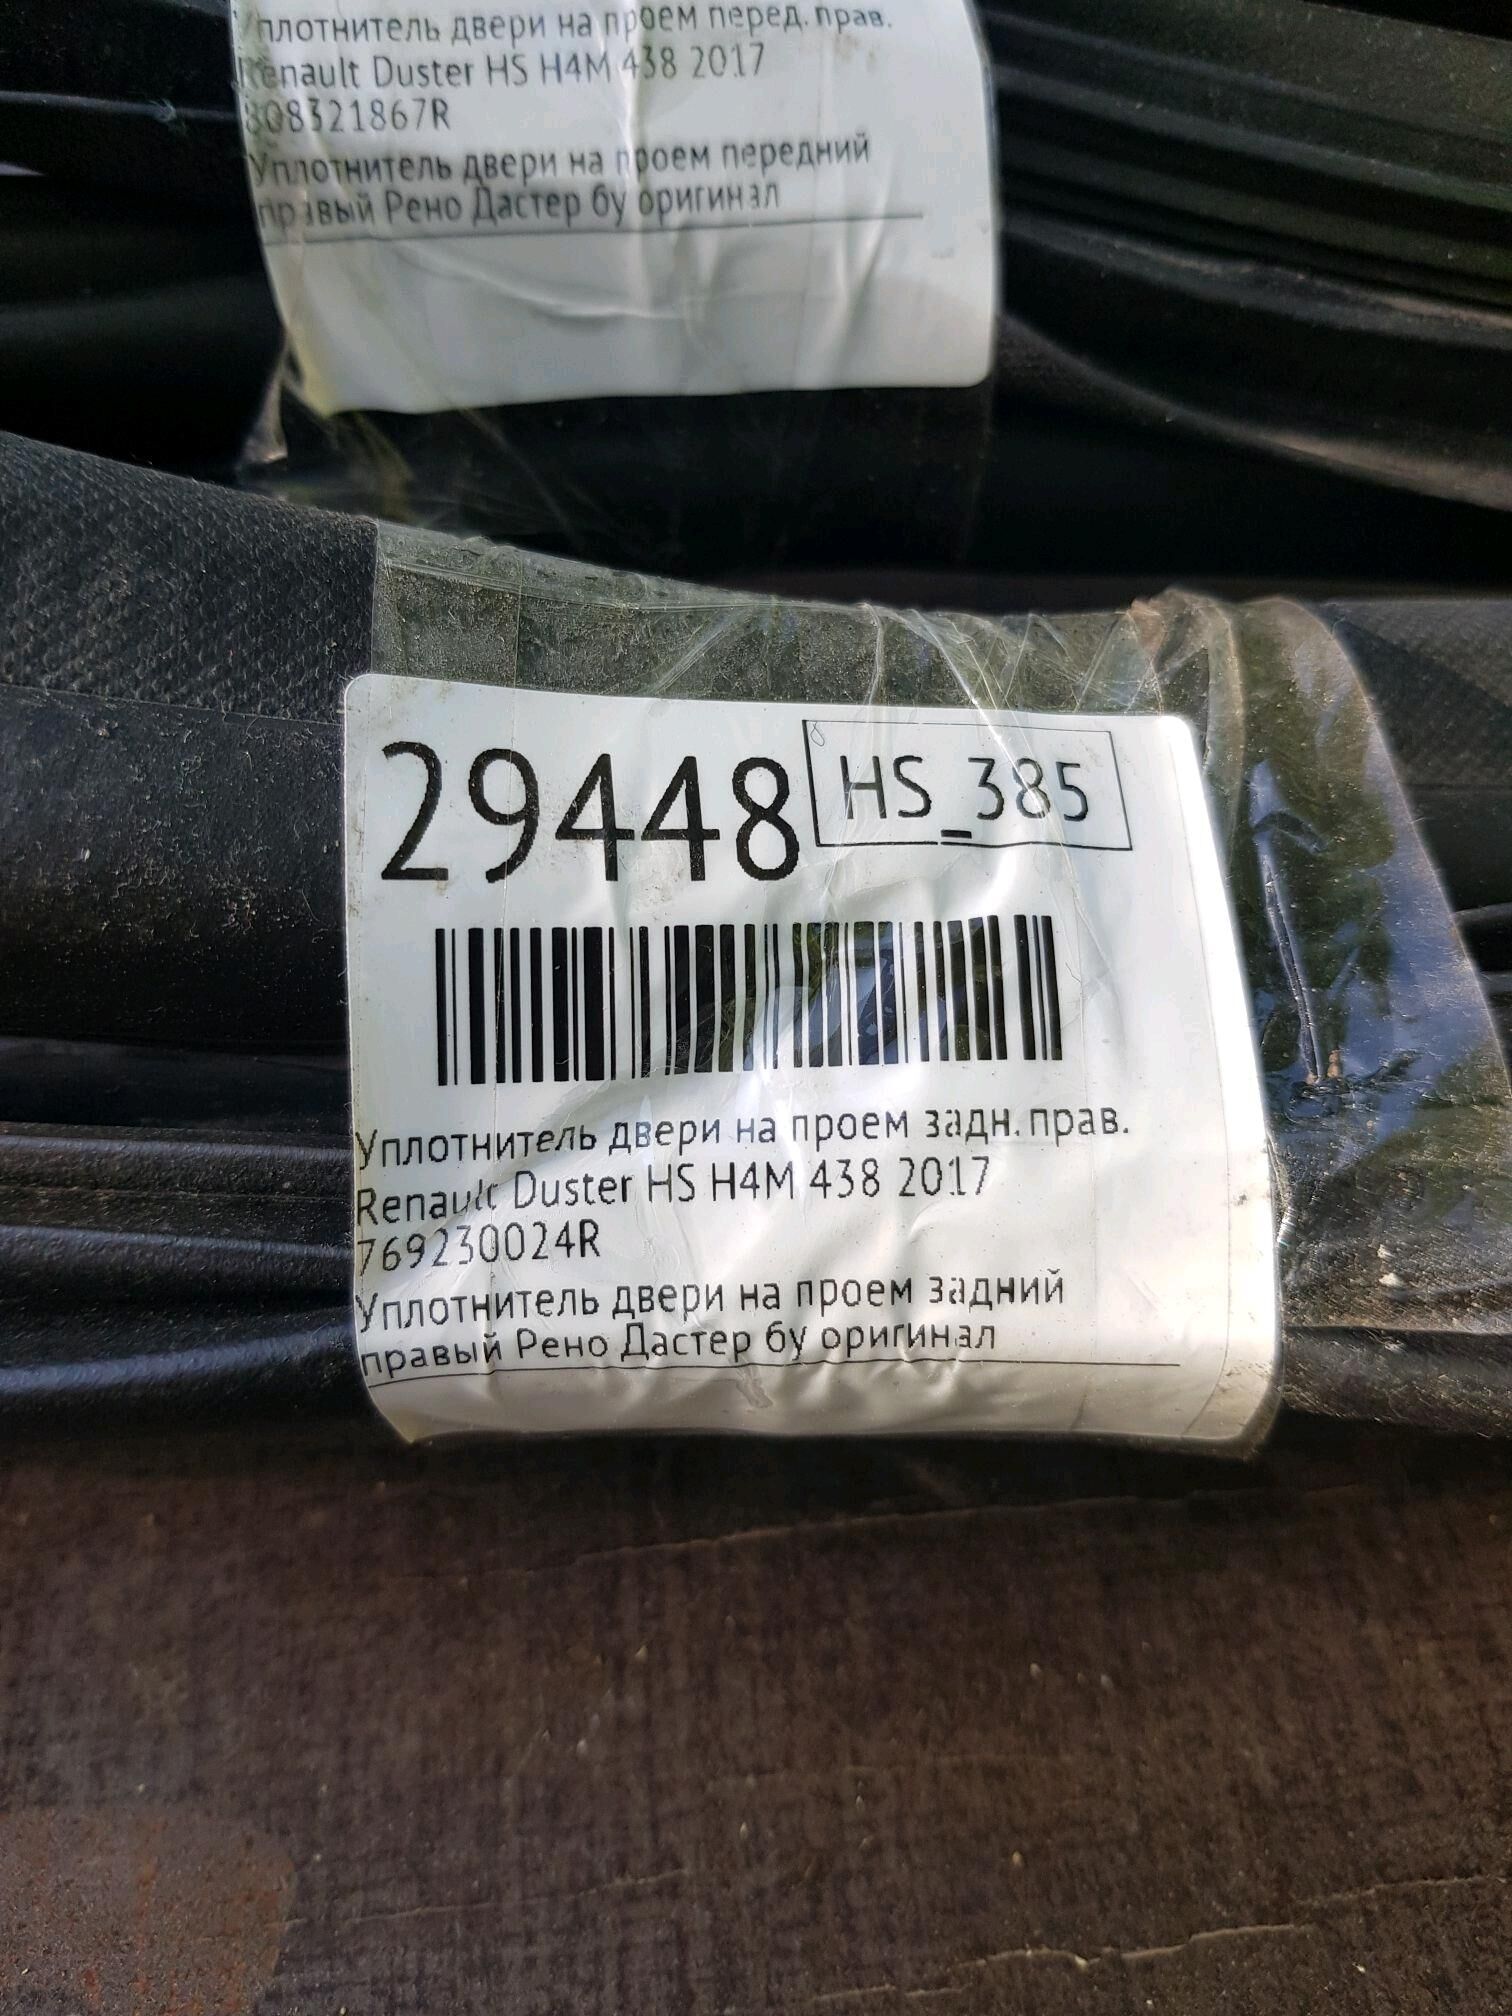 Уплотнитель двери на проем перед. прав.
Renault Duster HS H4M 438 2017
808321867R
Уплотнитель двери на проем передний
правый Рено Дастер бу оригинал
29448
HS_385
Уплотнитель двери на проем задн. прав.
Renault Duster HS H4M 438 2017
769230024R
Уплотнитель двери на проем задний
правый Рено Дастер бу оригинал